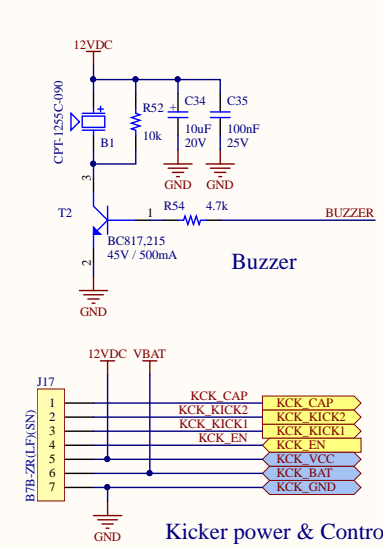 12VDC
CPT-1255C-090
B1
R52
10k
C34
10uF
20V
C35
100nF
25V
GND
GND
3
T2
1
R54
4.7k
BUZZER
BC817,215
45V / 500mA
2
Buzzer
GND
12VDC
VBAT
J17
B7B-ZR(LF)(SN)
1
KCK_CAP
KCK_CAP
2
KCK_KICK2
KCK_KICK2
3
KCK_KICK1
KCK_KICK1
4
KCK_EN
KCK_EN
5
KCK_VCC
6
KCK_BAT
7
KCK_GND
GND
Kicker power & Contro